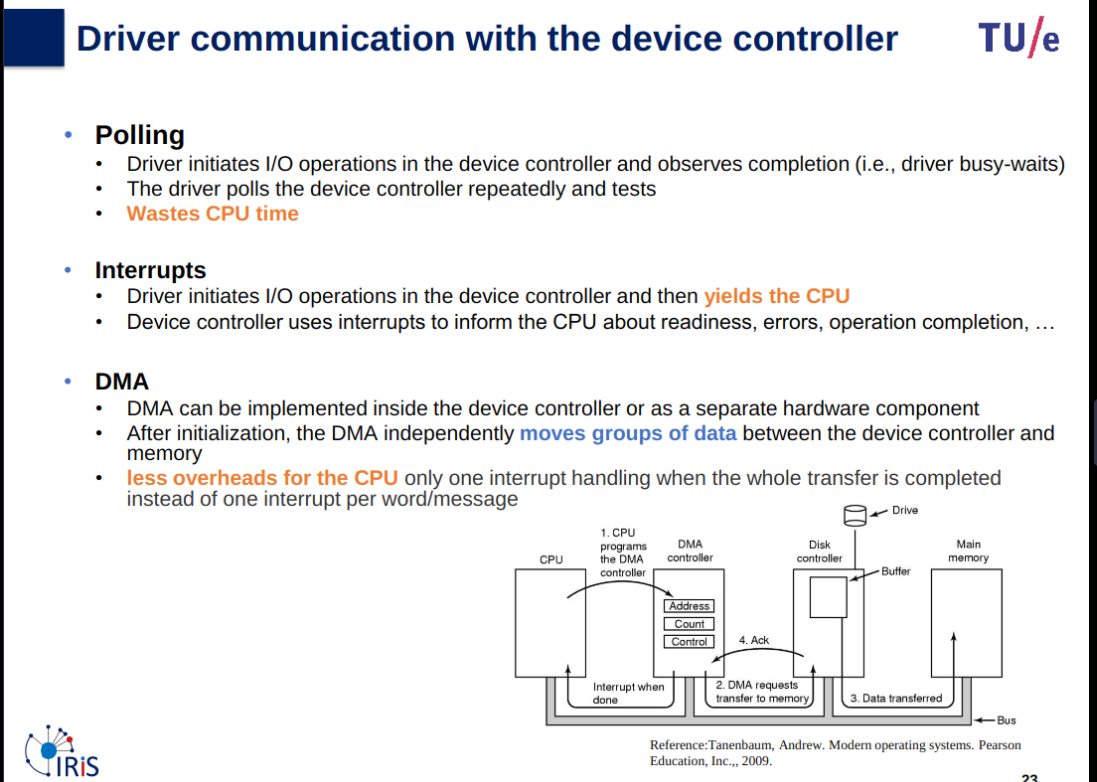 Driver communication with the device controller
TU/e
• Polling
• Driver initiates I/O operations in the device controller and observes completion (i.e., driver busy-waits)
• The driver polls the device controller repeatedly and tests
• Wastes CPU time
• Interrupts
• Driver initiates I/O operations in the device controller and then yields the CPU
• Device controller uses interrupts to inform the CPU about readiness, errors, operation completion, …
• DMA
• DMA can be implemented inside the device controller or as a separate hardware component
• After initialization, the DMA independently moves groups of data between the device controller and
memory
• less overheads for the CPU only one interrupt handling when the whole transfer is completed
instead of one interrupt per word/message
Drive
1. CPU
programs
the DMA
controller
CPU
DMA
controller
Disk
controller
Main
memory
Buffer
Address
Count
Control
4. Ack
Interrupt when
done
2. DMA requests
transfer to memory
3. Data transferred
Bus
IRiS
Reference:Tanenbaum, Andrew. Modern operating systems. Pearson
Education, Inc.,, 2009.
23